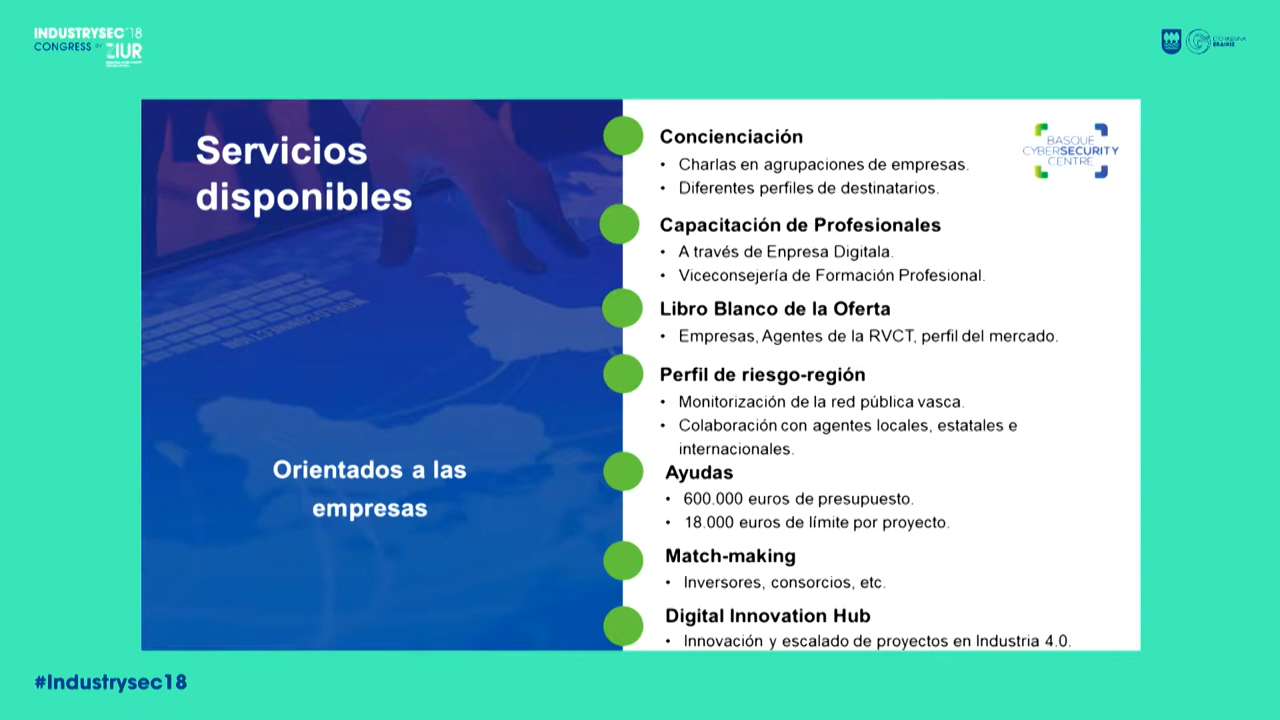 INDUSTRYSEC'18
CONGRESS BY ZIUR
Servicios
disponibles
Orientados a las
empresas
BASQUE
CYBERSECURITY
CENTRE
Concienciación
• Charlas en agrupaciones de empresas.
• Diferentes perfiles de destinatarios.
Capacitación de Profesionales
• A través de Enpresa Digitala.
• Viceconsejería de Formación Profesional.
Libro Blanco de la Oferta
• Empresas, Agentes de la RVCT, perfil del mercado.
Perfil de riesgo-región
• Monitorización de la red pública vasca.
• Colaboración con agentes locales, estatales e
internacionales.
Ayudas
• 600.000 euros de presupuesto.
• 18.000 euros de límite por proyecto.
Match-making
• Inversores, consorcios, etc.
Digital Innovation Hub
• Innovación y escalado de proyectos en Industria 4.0.
#Industrysec18